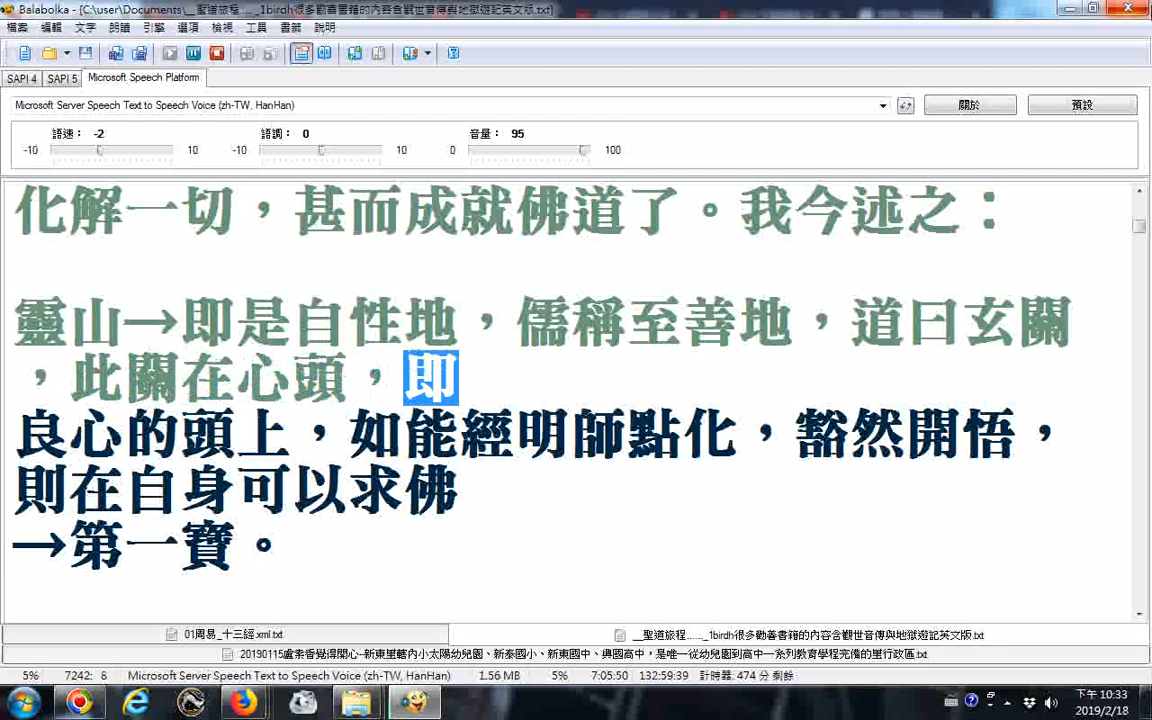 Balabolka - [C:\user\Documents\__聖道旅程......_1birdh很多勸善書籍的內容含觀世音傳與地獄遊記英文版.txt]
檔案 編輯 文字 朗讀 引擎 選項 檢視 工具 書籤 說明
SAPI 4 SAPI 5 Microsoft Speech Platform
Microsoft Server Speech Text to Speech Voice (zh-TW, HanHan) 關於 預設
語速： -2 語調： 0 音量： 95
-10 10 -10 10 0 100
化解一切，甚而成就佛道了。我今述之：
靈山→即是自性地，儒稱至善地，道曰玄關
，此關在心頭，即
良心的頭上，如能經明師點化，豁然開悟，
則在自身可以求佛
→第一寶。
01周易_十三經.xml.txt __聖道旅程......_1birdh很多勸善書籍的內容含觀世音傳與地獄遊記英文版.txt
20190115盧素香覺得開心-新東里轄內小太陽幼兒園、新泰國小、新東國中、興國高中，是唯一從幼兒園到高中一系列教育學程完備的里行政區.txt
5% 7242: 8 Microsoft Server Speech Text to Speech Voice (zh-TW, HanHan) 1.56 MB 5% 7:05:50 132:59:39 計時器: 474 分 剩餘
下午 10:33
2019/2/18